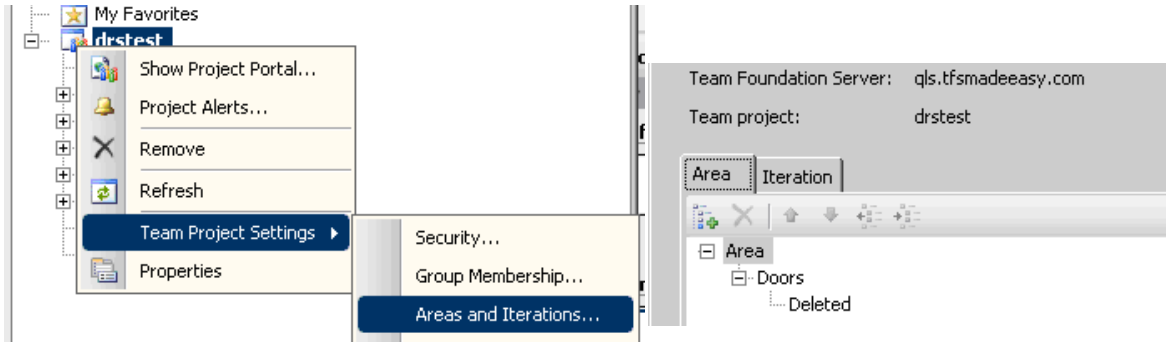 My Favorites
drstest
Show Project Portal...
Project Alerts...
Remove
Refresh
Team Project Settings
Properties
Security...
Group Membership...
Areas and Iterations...
Team Foundation Server: qls.tfsmadeeasy.com
Team project: drstest
Area Iteration
Area
Doors
Deleted